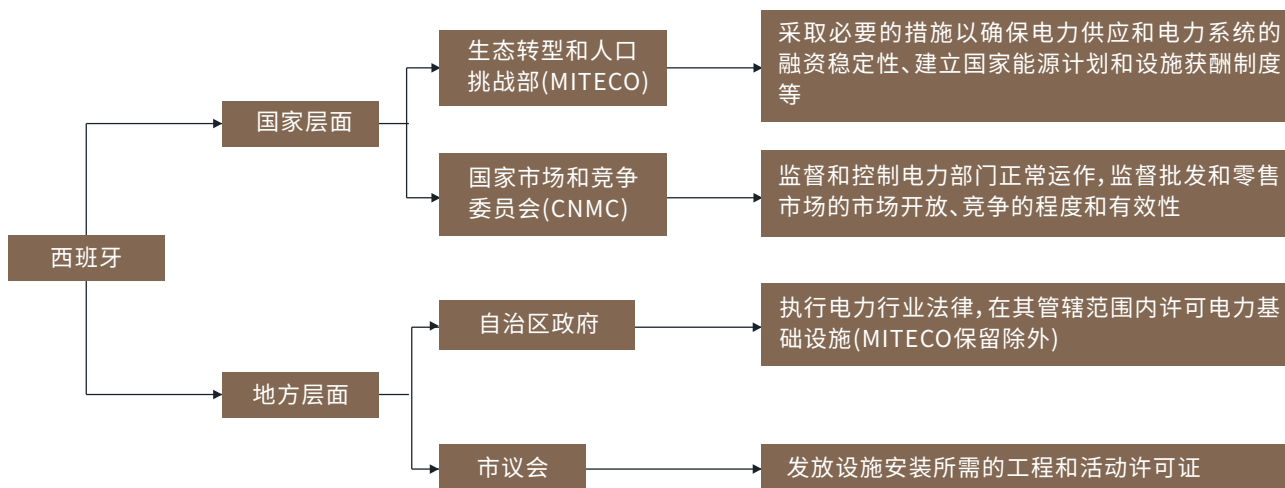 西班牙
国家层面
生态转型和人口
挑战部(MITECO)
采取必要的措施以确保电力供应和电力系统的
融资稳定性、建立国家能源计划和设施获酬制度
等
国家市场和竞争
委员会(CNMC)
监督和控制电力部门正常运作,监督批发和零售
市场的市场开放、竞争的程度和有效性
地方层面
自治区政府
执行电力行业法律,在其管辖范围内许可电力基
础设施(MITECO保留除外)
市议会
发放设施安装所需的工程和活动许可证